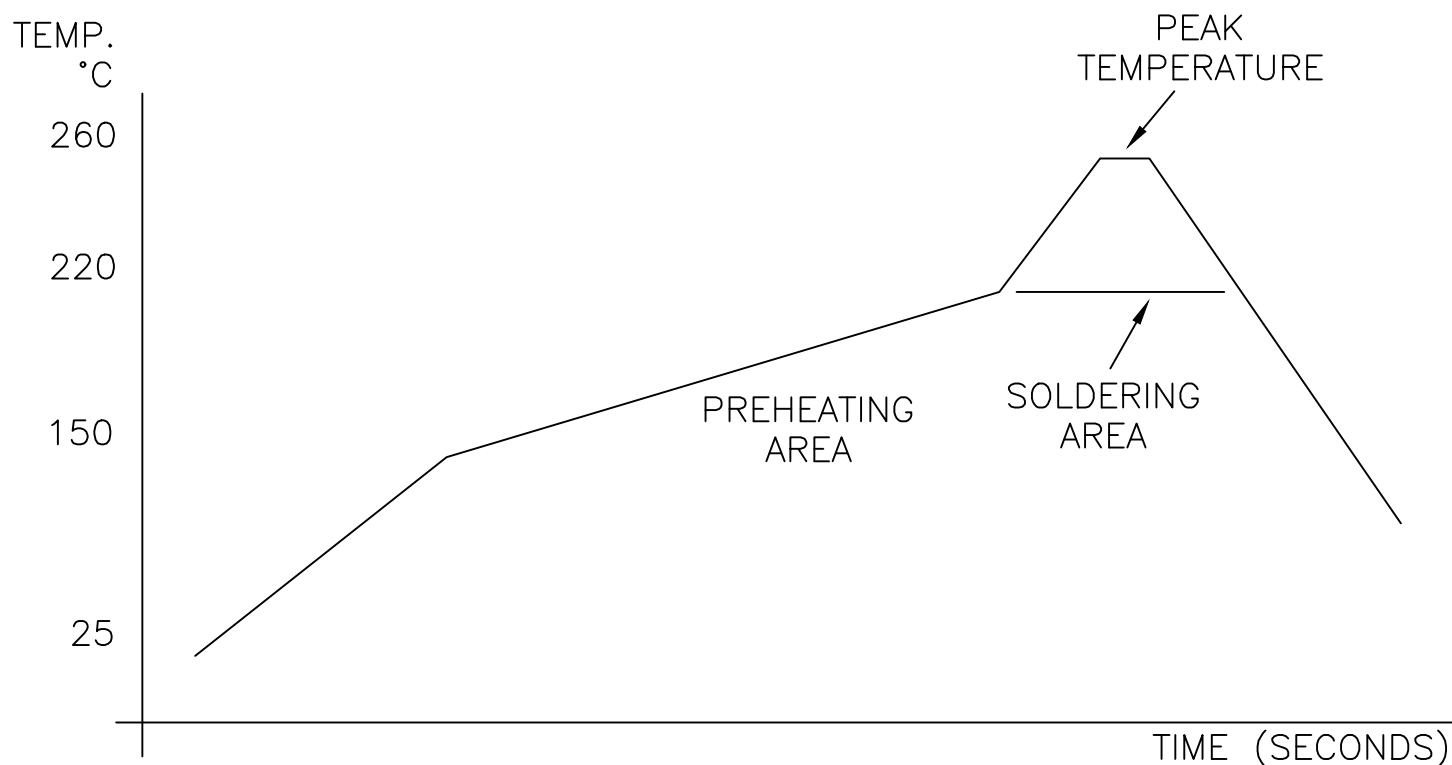 TEMP.
°C
PEAK
TEMPERATURE
260
220
150
25
PREHEATING
AREA
SOLDERING
AREA
TIME (SECONDS)